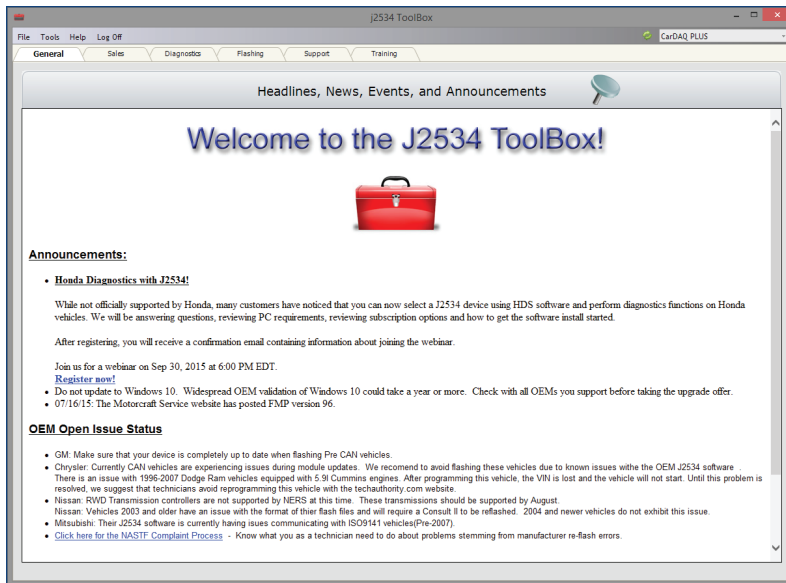 j2534 ToolBox
File Tools Help Log Off
CarDAQ PLUS
General Sales Diagnostics Flashing Support Training
Headlines, News, Events, and Announcements
Welcome to the J2534 ToolBox!
Announcements:
• Honda Diagnostics with J2534!
While not officially supported by Honda, many customers have noticed that you can now select a J2534 device using HDS software and perform diagnostics functions on Honda
vehicles. We will be answering questions, reviewing PC requirements, reviewing subscription options and how to get the software install started.
After registering, you will receive a confirmation email containing information about joining the webinar.
Join us for a webinar on Sep 30, 2015 at 6:00 PM EDT.
Register now!
• Do not update to Windows 10. Widespread OEM validation of Windows 10 could take a year or more. Check with all OEMs you support before taking the upgrade offer.
• 07/16/15: The Motorcraft Service website has posted FMP version 96.
OEM Open Issue Status
• GM: Make sure that your device is completely up to date when flashing Pre CAN vehicles.
• Chrysler: Currently CAN vehicles are experiencing issues during module updates. We recomend to avoid flashing these vehicles due to known issues withe the OEM J2534 software .
There is an issue with 1996-2007 Dodge Ram vehicles equipped with 5.9l Cummins engines. After programming this vehicle, the VIN is lost and the vehicle will not start. Until this problem is
resolved, we suggest that technicians avoid reprogramming this vehicle with the techauthority.com website.
• Nissan: RWD Transmission controllers are not supported by NERS at this time. These transmissions should be supported by August.
Nissan: Vehicles 2003 and older have an issue with the format of thier flash files and will require a Consult II to be reflashed. 2004 and newer vehicles do not exhibit this issue.
• Mitsubishi: Their J2534 software is currently having isues communicating with ISO9141 vehicles(Pre-2007).
• Click here for the NASTF Complaint Process - Know what you as a technician need to do about problems stemming from manufacturer re-flash errors.